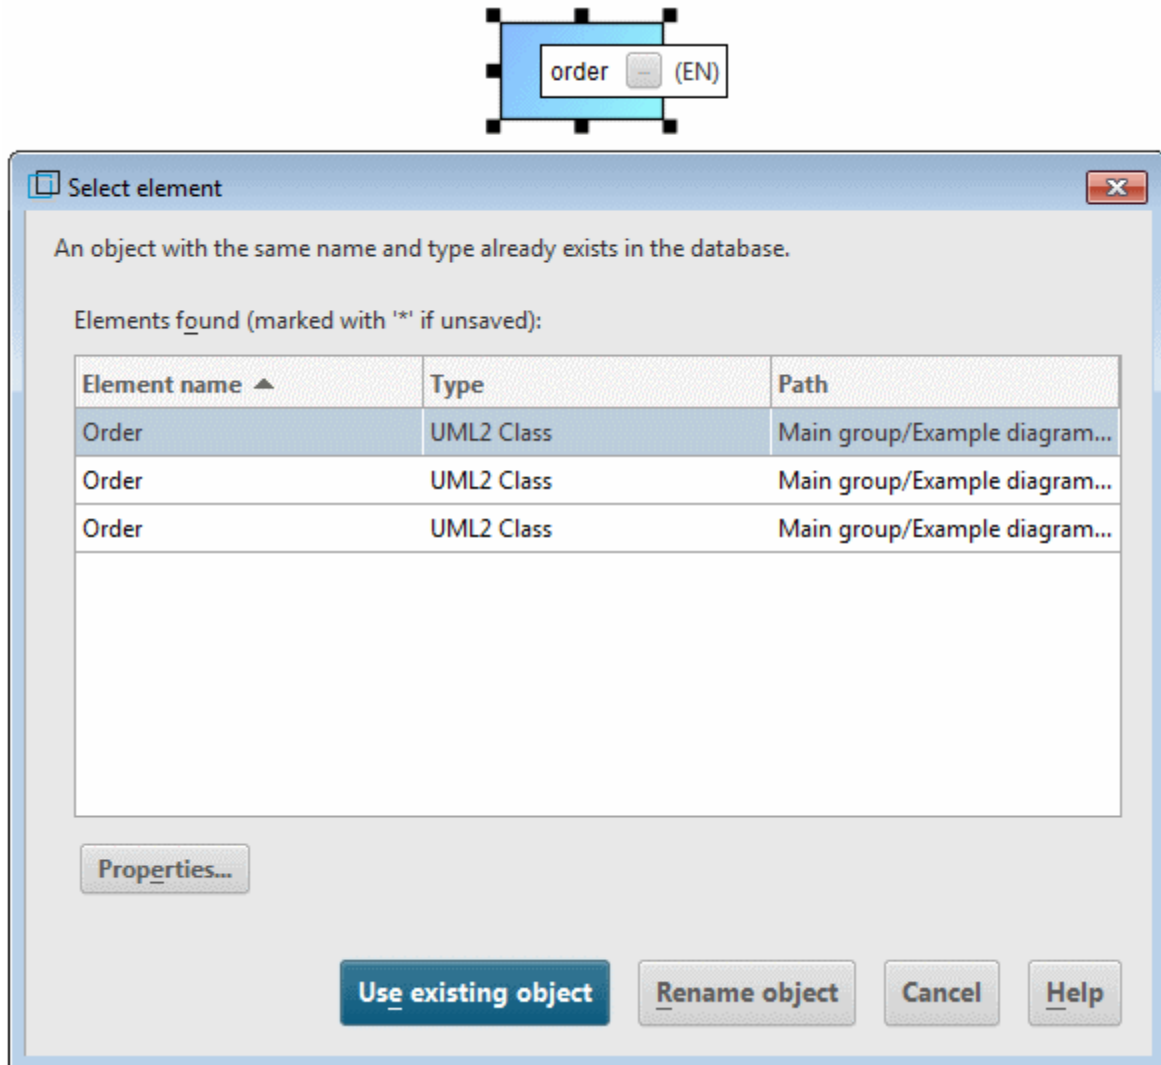 order – (EN)
Select element
An object with the same name and type already exists in the database.
Elements found (marked with '*' if unsaved):
Element name Type Path
Order UML2 Class Main group/Example diagram...
Order UML2 Class Main group/Example diagram...
Order UML2 Class Main group/Example diagram...
Properties...
Use existing object Rename object Cancel Help